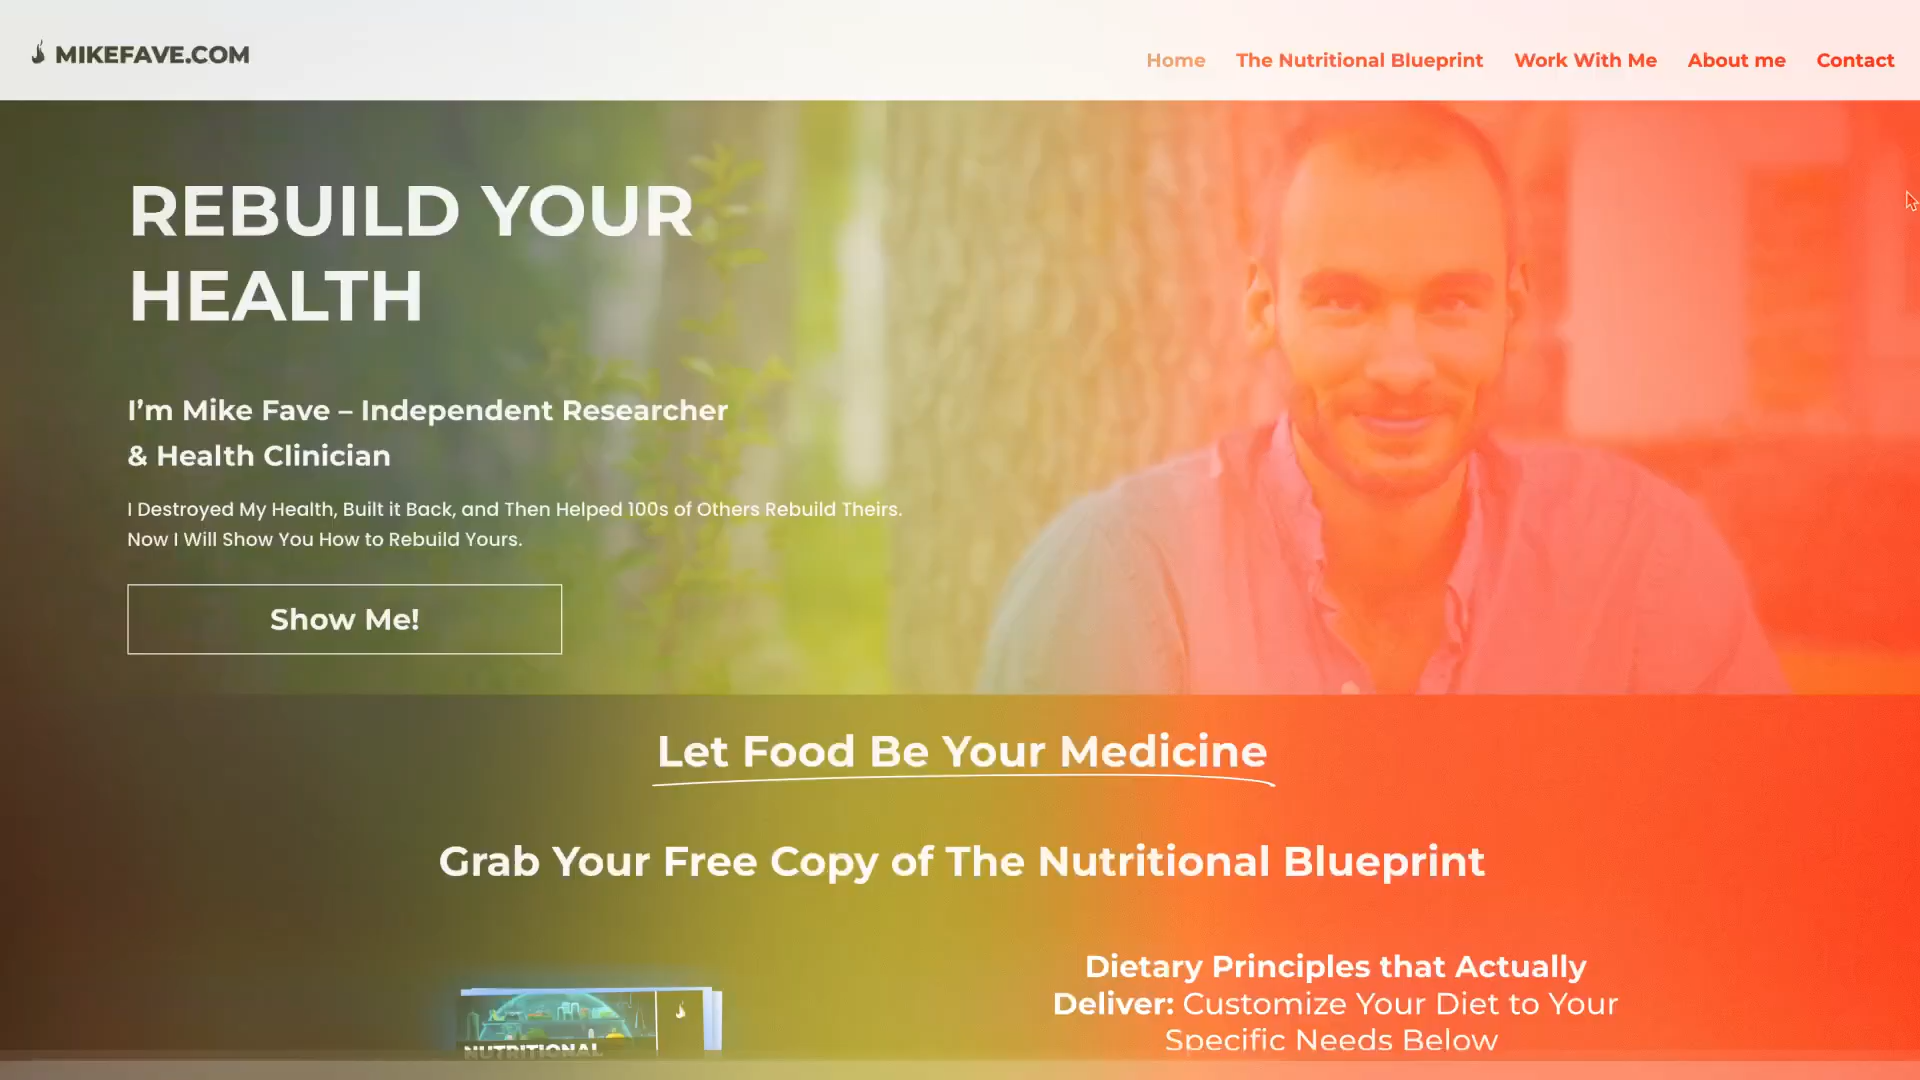 MIKEFAVE.COM
Home The Nutritional Blueprint Work With Me About me Contact
REBUILD YOUR
HEALTH
I’m Mike Fave – Independent Researcher
& Health Clinician
I Destroyed My Health, Built it Back, and Then Helped 100s of Others Rebuild Theirs.
Now I Will Show You How to Rebuild Yours.
Show Me!
Let Food Be Your Medicine
Grab Your Free Copy of The Nutritional Blueprint
Dietary Principles that Actually
Deliver: Customize Your Diet to Your
Specific Needs Below
NUTRITIONAL